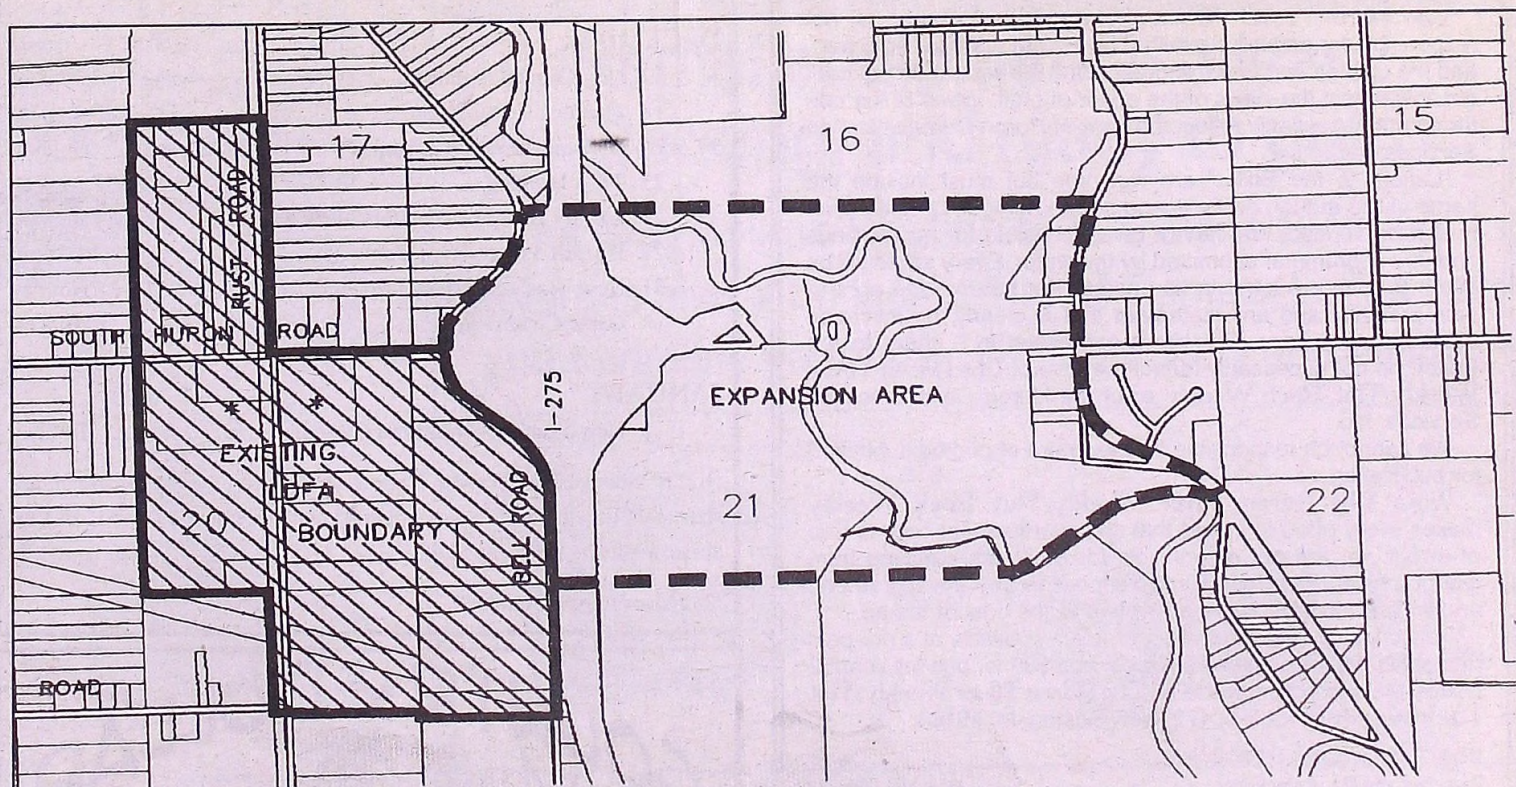 17
16
15
RUST ROAD
SOUTH HURON ROAD
I-275
EXPANSION AREA
* *
EXISTING
LDFA
20 BOUNDARY
BELL ROAD
21
22
ROAD